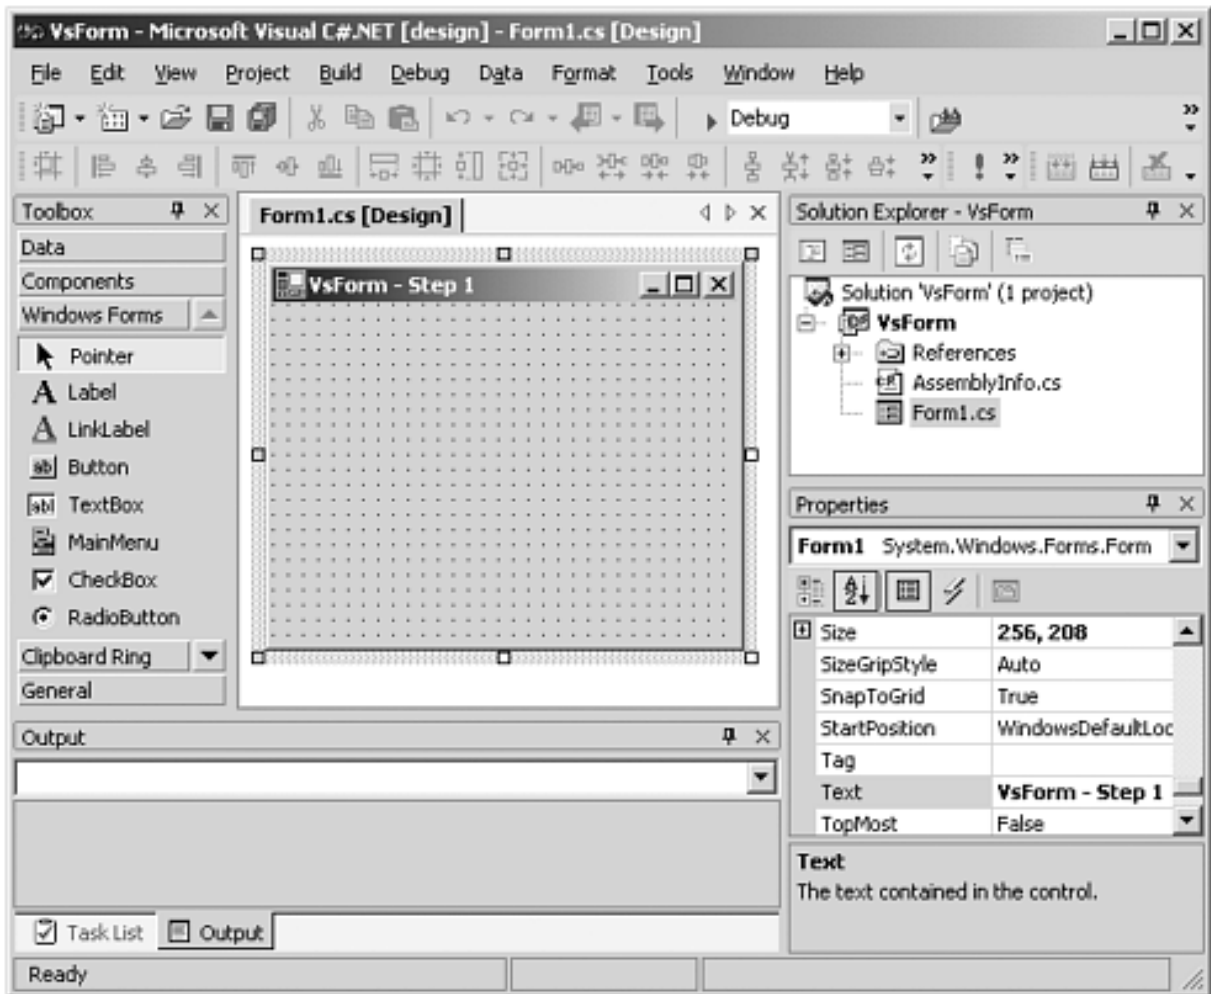 VsForm - Microsoft Visual C#.NET [design] - Form1.cs [Design]
File Edit View Project Build Debug Data Format Tools Window Help
Debug
Toolbox
Data
Components
Windows Forms
Pointer
A Label
A LinkLabel
ab Button
abl TextBox
MainMenu
CheckBox
RadioButton
Clipboard Ring
General
Form1.cs [Design]
VsForm - Step 1
Solution Explorer - VsForm
Solution 'VsForm' (1 project)
VsForm
References
AssemblyInfo.cs
Form1.cs
Properties
Form1 System.Windows.Forms.Form
Size 256, 208
SizeGripStyle Auto
SnapToGrid True
StartPosition WindowsDefaultLoc
Tag
Text VsForm - Step 1
TopMost False
Text
The text contained in the control.
Output
Task List Output
Ready